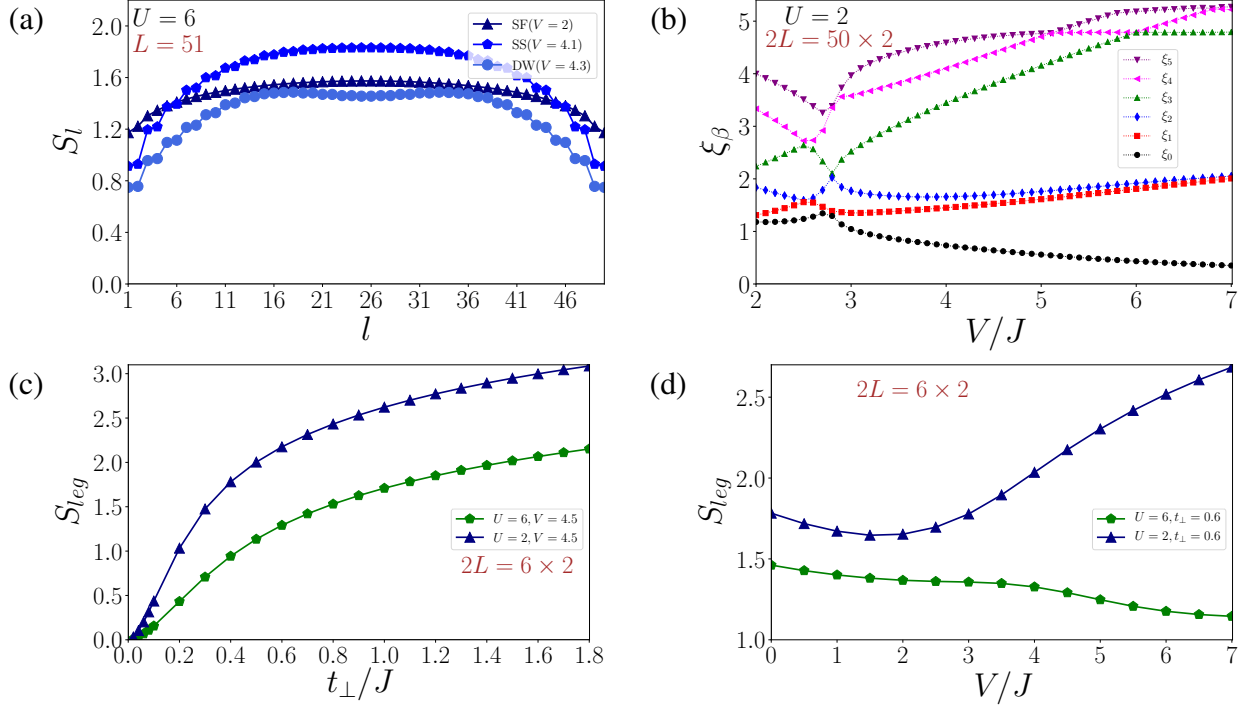 (a)
U = 6
L = 51
SF(V = 2)
SS(V = 4.1)
DW(V = 4.3)
S_l
2.0
1.6
1.2
0.8
0.4
0.0
1 6 11 16 21 26 31 36 41 46
l
(b)
U = 2
2L = 50 × 2
ξ_5
ξ_4
ξ_3
ξ_2
ξ_1
ξ_0
ξ_β
5
4
3
2
1
0
2 3 4 5 6 7
V/J
(c)
S_{leg}
3.0
2.5
2.0
1.5
1.0
0.5
0.0
U = 6, V = 4.5
U = 2, V = 4.5
2L = 6 × 2
0.0 0.2 0.4 0.6 0.8 1.0 1.2 1.4 1.6 1.8
t_⊥/J
(d)
2L = 6 × 2
S_{leg}
2.5
2.0
1.5
1.0
U = 6, t_⊥ = 0.6
U = 2, t_⊥ = 0.6
0 1 2 3 4 5 6 7
V/J